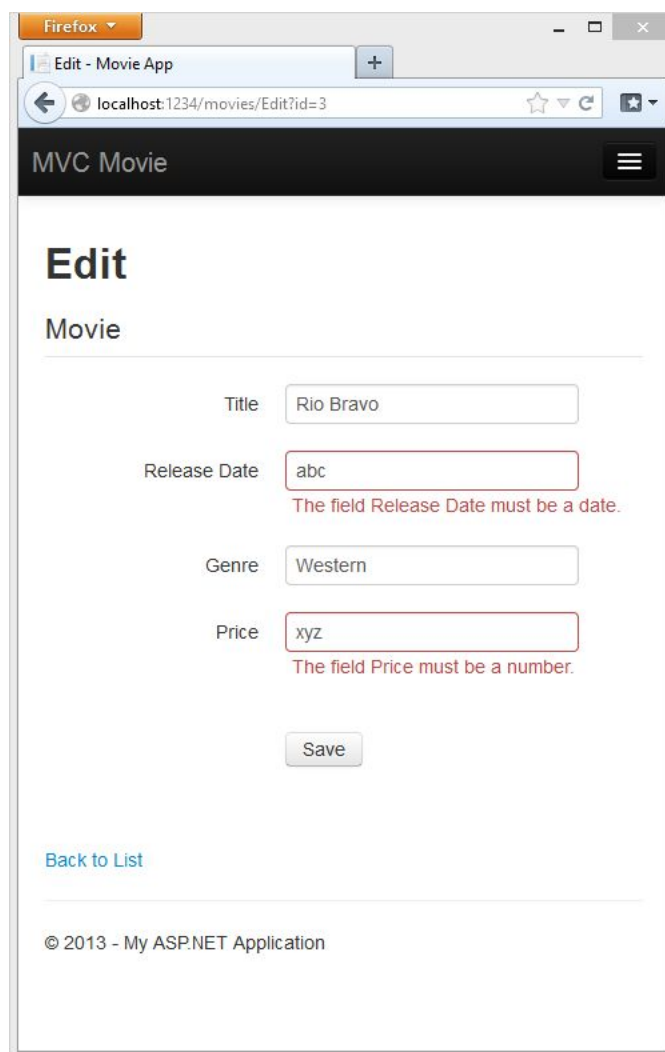 Firefox
Edit - Movie App
localhost:1234/movies/Edit?id=3
MVC Movie
Edit
Movie
Title Rio Bravo
Release Date abc
The field Release Date must be a date.
Genre Western
Price xyz
The field Price must be a number.
Save
Back to List
© 2013 - My ASP.NET Application